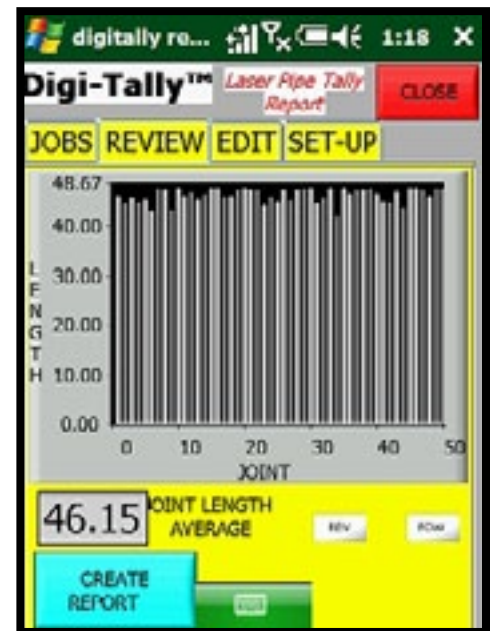 digitally re... 1:18 X
Digi-Tally™ Laser Pipe Tally
Report
CLOSE
JOBS REVIEW EDIT SET-UP
48.67
40.00
30.00
20.00
10.00
0.00
LENGTH
0 10 20 30 40 50
JOINT
46.15 JOINT LENGTH
AVERAGE
REV
CREATE
REPORT